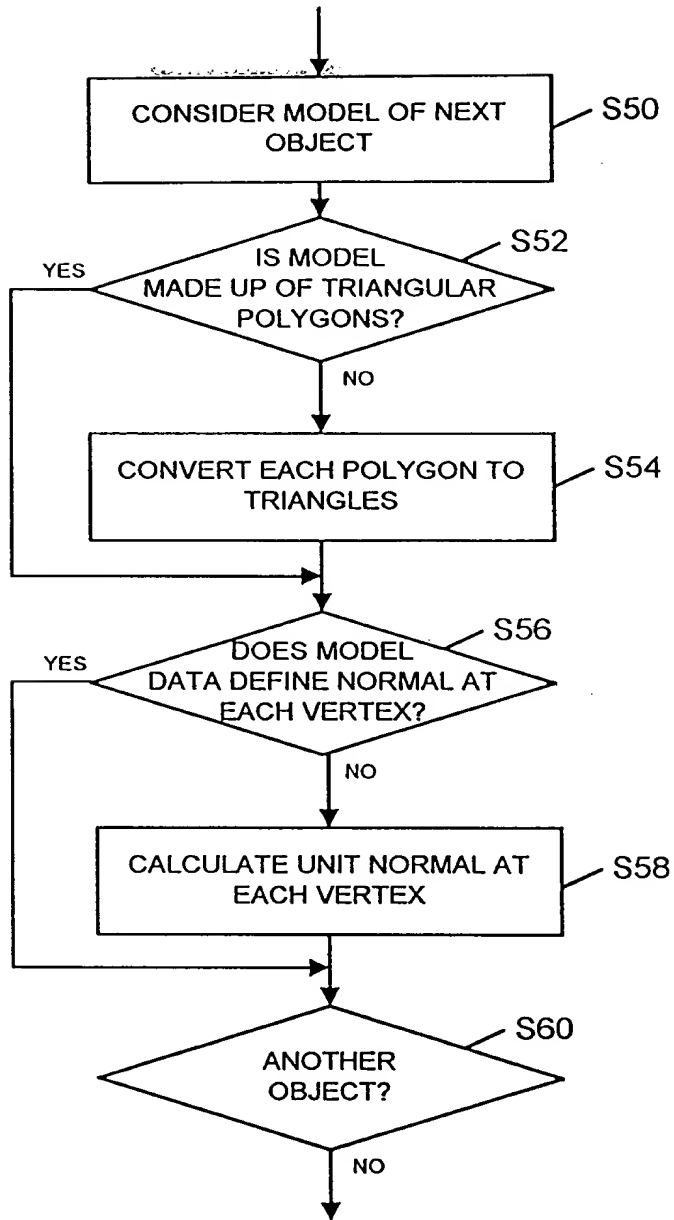 CONSIDER MODEL OF NEXT
OBJECT
S50
S52
YES
IS MODEL
MADE UP OF TRIANGULAR
POLYGONS?
NO
CONVERT EACH POLYGON TO
TRIANGLES
S54
S56
YES
DOES MODEL
DATA DEFINE NORMAL AT
EACH VERTEX?
NO
CALCULATE UNIT NORMAL AT
EACH VERTEX
S58
S60
ANOTHER
OBJECT?
NO